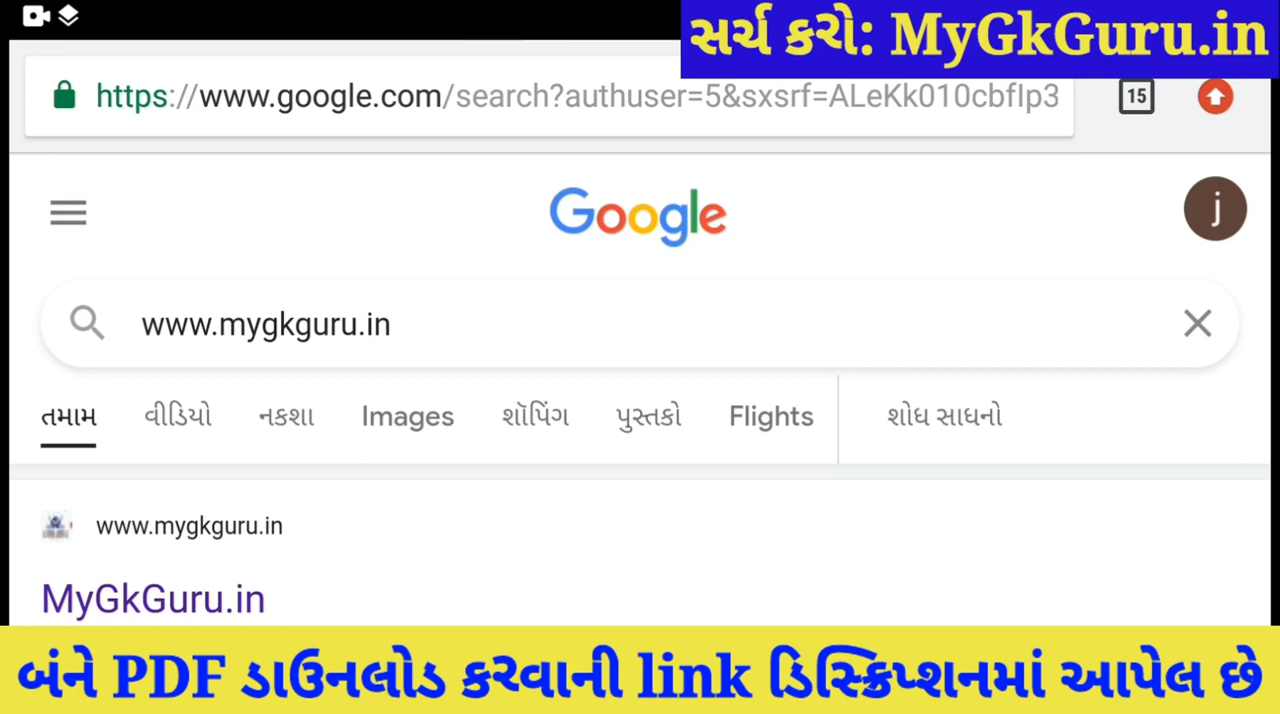 સર્ચ કરો: MyGkGuru.in
https://www.google.com/search?authuser=5&sxsrf=ALeKk010cbfIp3
15
Google
j
www.mygkguru.in
તમામ વીડિયો નકશા Images શૉપિંગ પુસ્તકો Flights શોધ સાધનો
www.mygkguru.in
MyGkGuru.in
બંને PDF ડાઉનલોડ કરવાની link ડિસ્ક્રિપ્શનમાં આપેલ છે